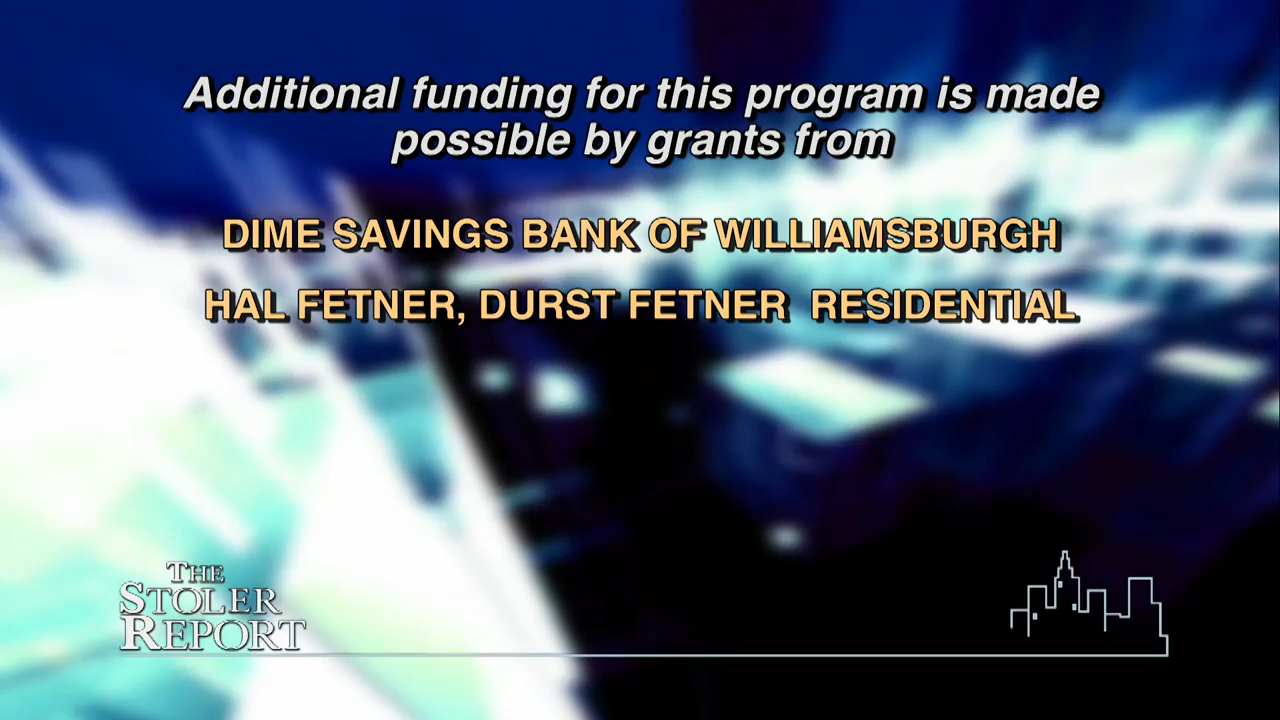 Additional funding for this program is made
possible by grants from
DIME SAVINGS BANK OF WILLIAMSBURGH
HAL FETNER, DURST FETNER  RESIDENTIAL
THE
STOLER
REPORT